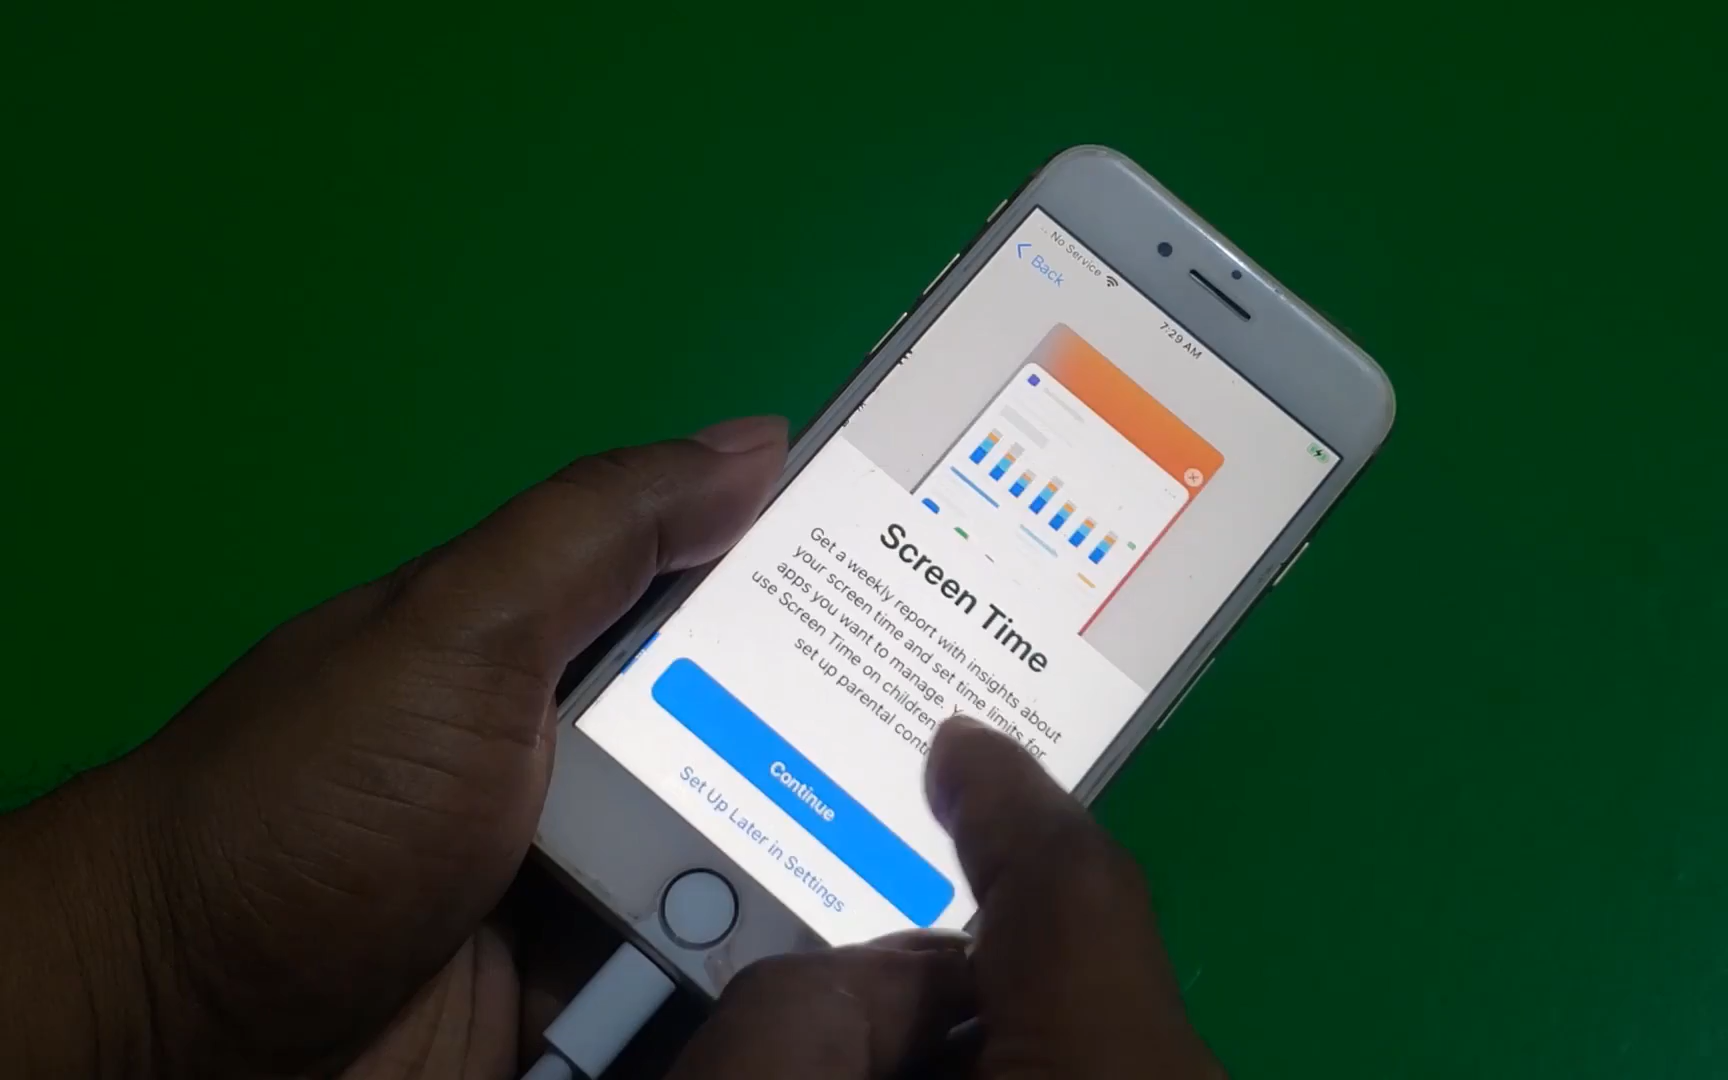 No Service
Back
7:29 AM
Screen Time
Get a weekly report with insights about
your screen time and set time limits for
apps you want to manage.
use Screen Time on children
set up parental
Continue
Set Up Later in Settings